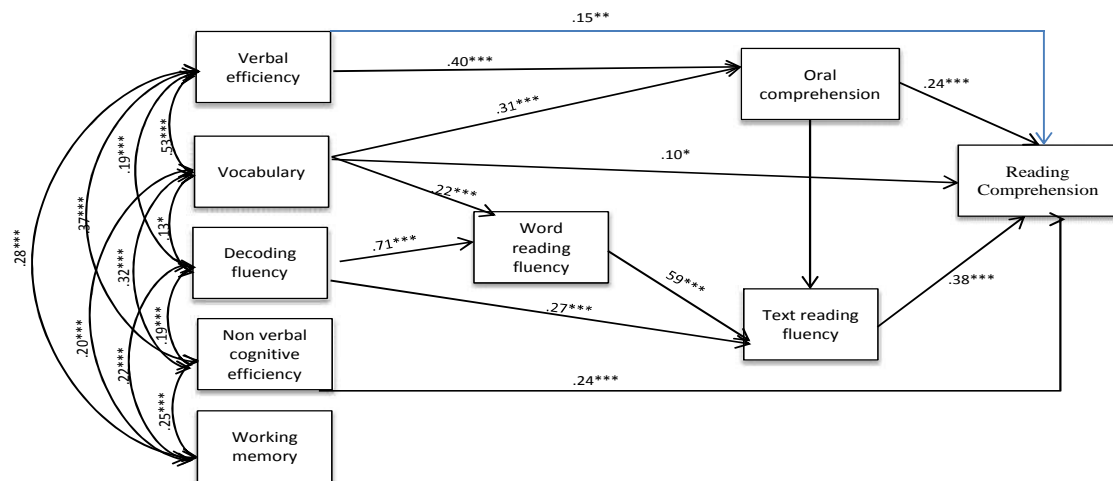 .15**
Verbal
efficiency
.40***
Oral
comprehension
.24***
.31***
.53***
.19***
Vocabulary
.10*
Reading
Comprehension
.22***
.37***
.13*
.28***
.32***
Decoding
fluency
.71***
Word
reading
fluency
.59***
.38***
.27***
Text reading
fluency
.19***
.20***
.22***
Non verbal
cognitive
efficiency
.24***
.25***
Working
memory